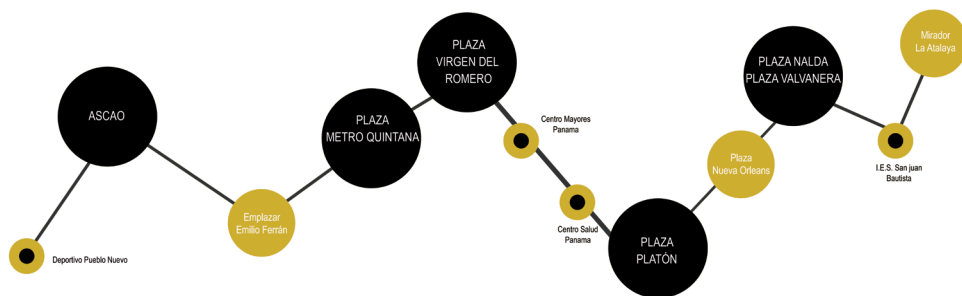 Deportivo Pueblo Nuevo
ASCAO
Emplazar
Emilio Ferrán
PLAZA
METRO QUINTANA
PLAZA
VIRGEN DEL
ROMERO
Centro Mayores
Panama
Centro Salud
Panama
PLAZA
PLATÓN
Plaza
Nueva Orleans
PLAZA NALDA
PLAZA VALVANERA
I.E.S. San juan
Bautista
Mirador
La Atalaya